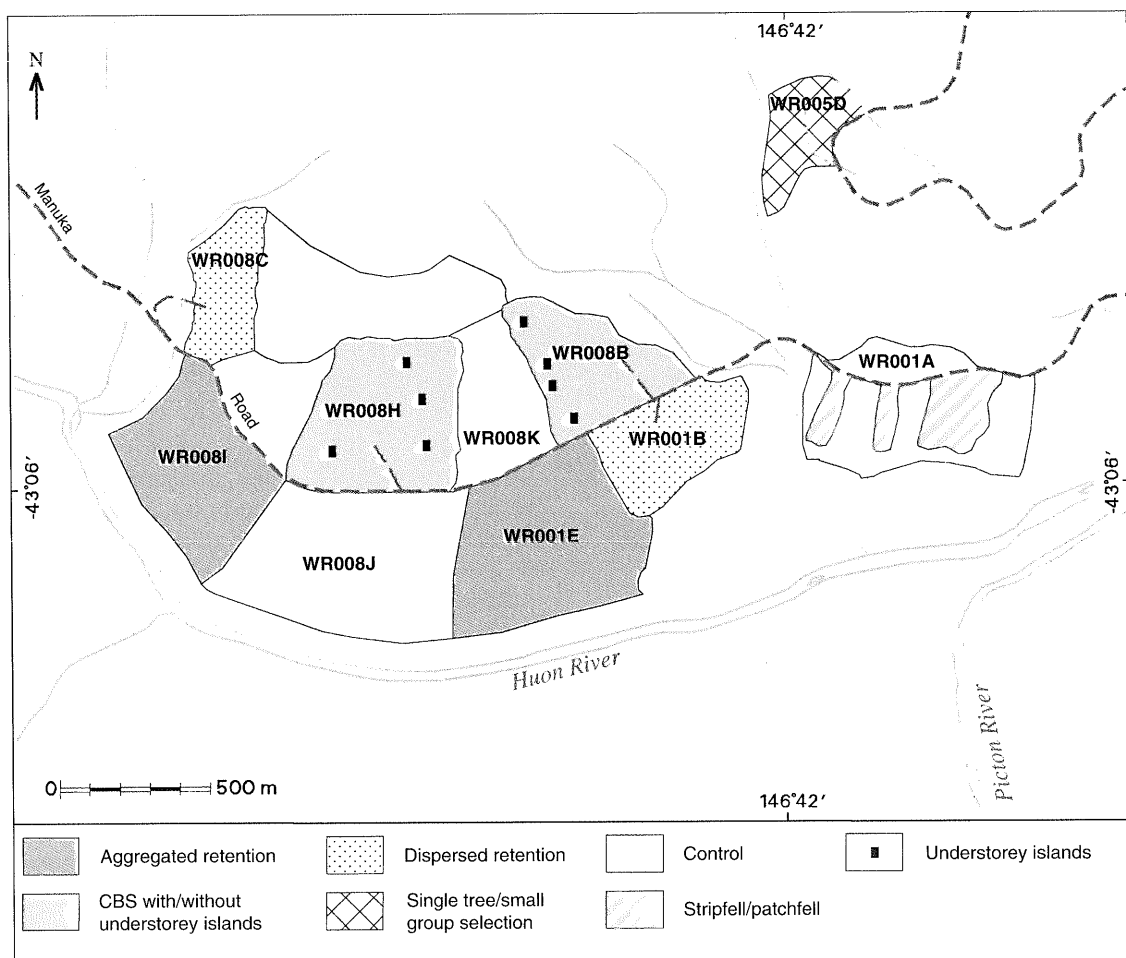 146°42′
N
WR005D
Manuka
WR008C
WR008B
WR001A
WR008H
Road
WR008K
WR001B
WR008I
-43°06′
-43°06′
WR001E
WR008J
Huon River
Picton River
0 500 m
146°42′
Aggregated retention
Dispersed retention
Control
Understorey islands
CBS with/without
understorey islands
Single tree/small
group selection
Stripfell/patchfell